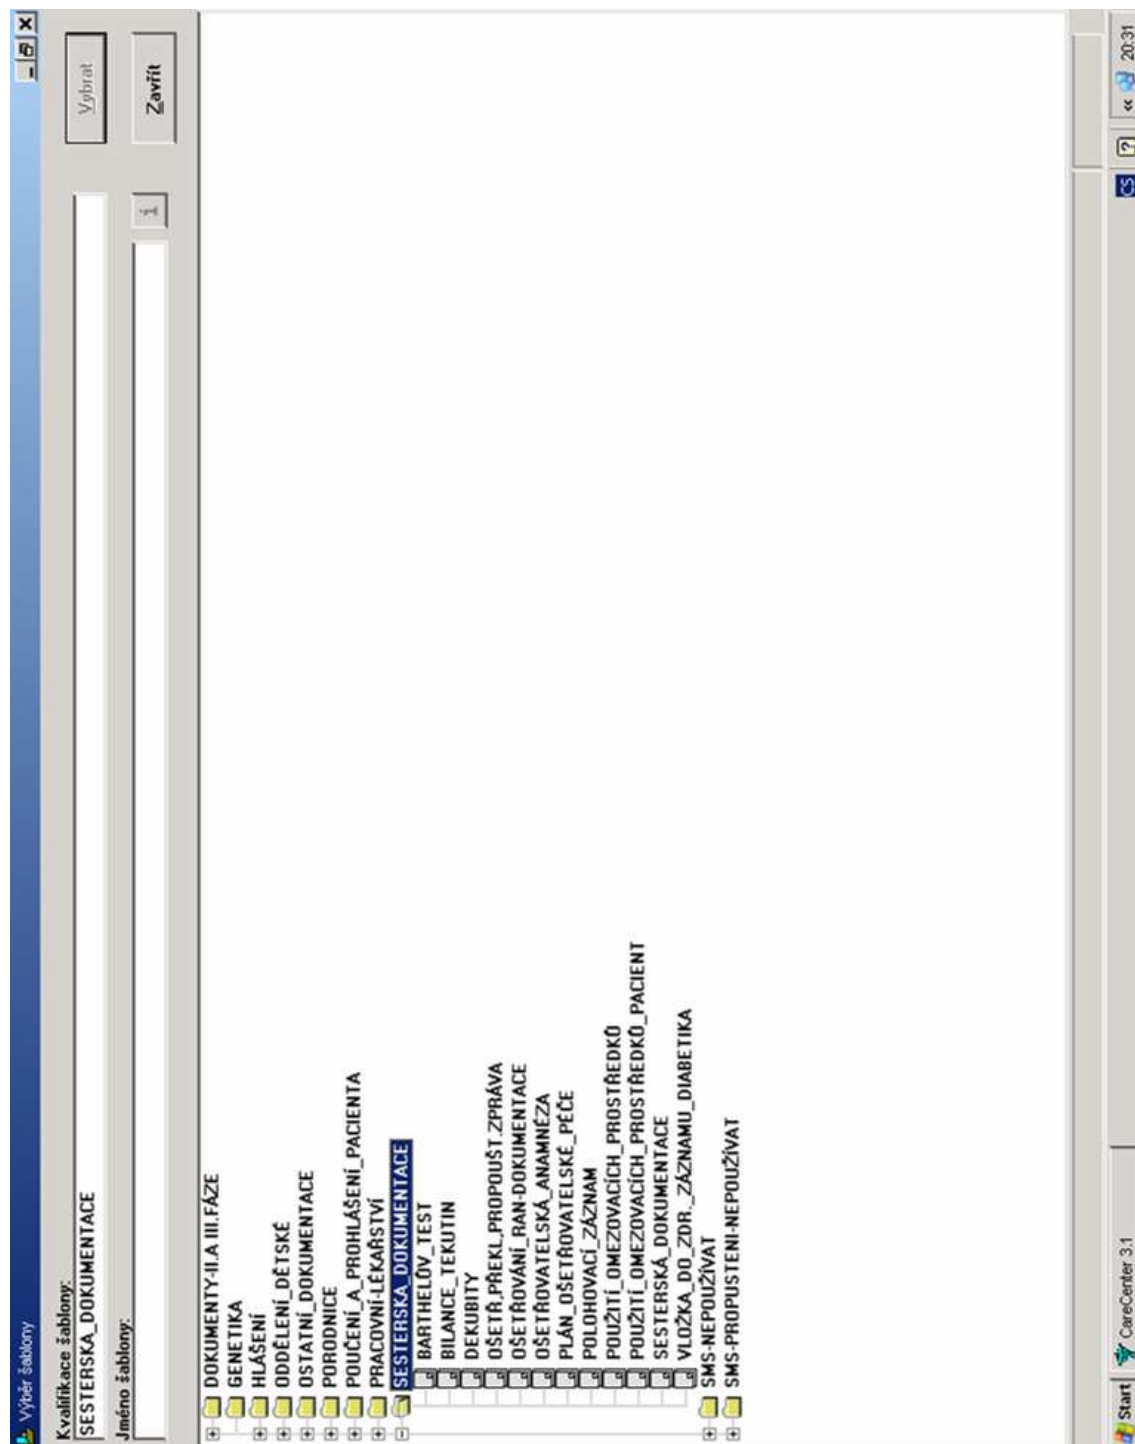 Výběr šablony
Kvalifikace šablony:
SESTERSKA_DOKUMENTACE
Vybrat
Jméno šablony:
i
Zavřít
DOKUMENTY-II.A III.FÁZE
GENETIKA
HLÁŠENÍ
ODDĚLENÍ_DĚTSKÉ
OSTATNÍ_DOKUMENTACE
PORODNICE
POUČENÍ_A_PROHLÁŠENÍ_PACIENTA
PRACOVNÍ-LÉKAŘSTVÍ
SESTERSKA_DOKUMENTACE
BARTHELŮV_TEST
BILANCE_TEKUTIN
DEKUBITY
OŠETŘ,PŘEKL,PROPOUŠT.ZPRÁVA
OŠETŘOVÁNÍ_RAN-DOKUMENTACE
OŠETŘOVATELSKÁ_ANAMNÉZA
PLÁN_OŠETŘOVATELSKÉ_PÉČE
POLOHOVACÍ_ZÁZNAM
POUŽITÍ_OMEZOVACÍCH_PROSTŘEDKŮ
POUŽITÍ_OMEZOVACÍCH_PROSTŘEDKŮ_PACIENT
SESTERSKÁ_DOKUMENTACE
VLOŽKA_DO_ZDR._ZÁZNAMU_DIABETIKA
SMS-NEPOUŽÍVAT
SMS-PROPUSTENI-NEPOUŽÍVAT
Start CareCenter 3.1 CS ? « 20:31